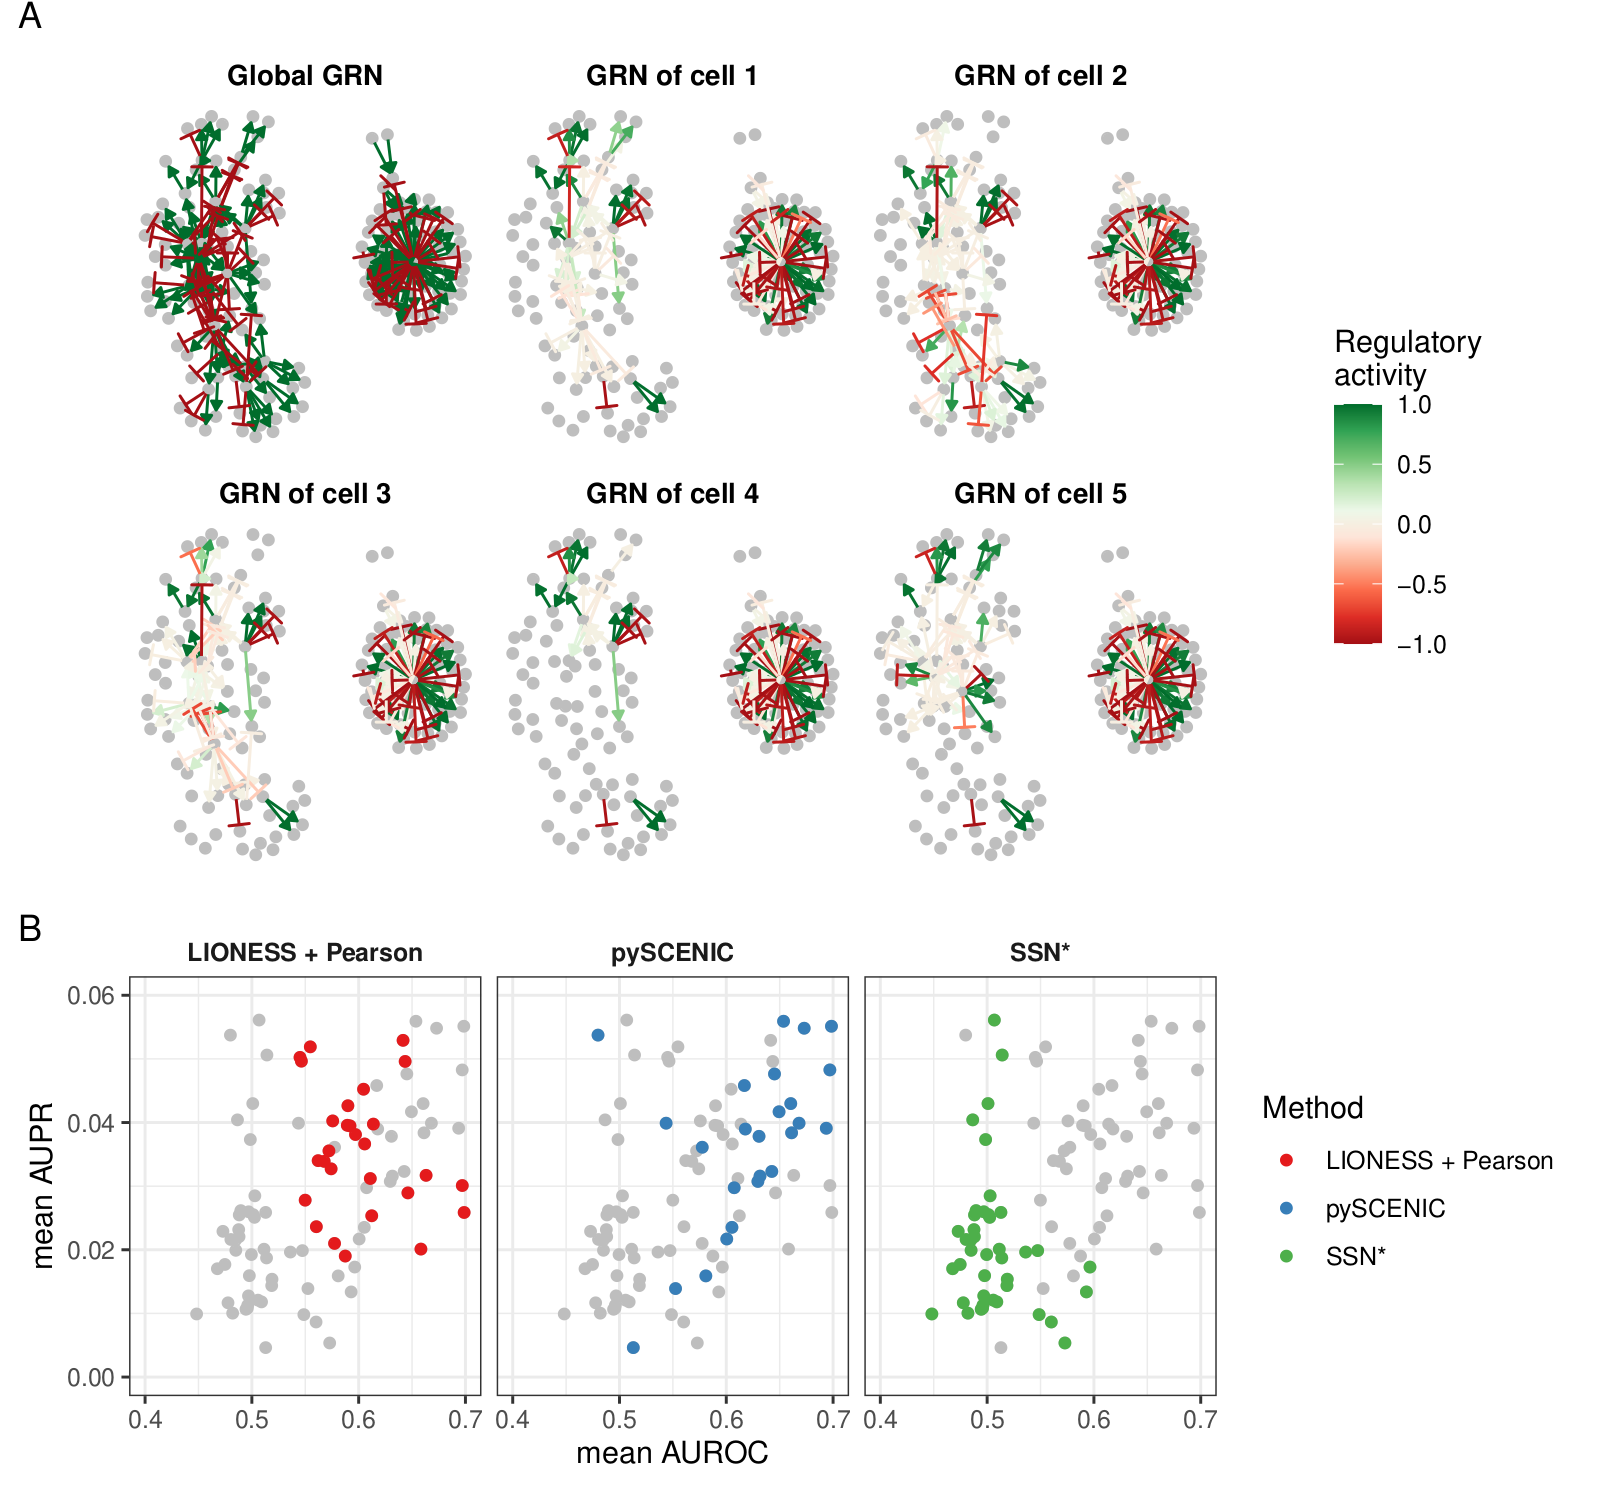 A
Global GRN
GRN of cell 1
GRN of cell 2
GRN of cell 3
GRN of cell 4
GRN of cell 5
Regulatory
activity
1.0
0.5
0.0
−0.5
−1.0
B
LIONESS + Pearson
pySCENIC
SSN*
mean AUPR
0.06
0.04
0.02
0.00
0.4 0.5 0.6 0.7
0.4 0.5 0.6 0.7
0.4 0.5 0.6 0.7
mean AUROC
Method
LIONESS + Pearson
pySCENIC
SSN*